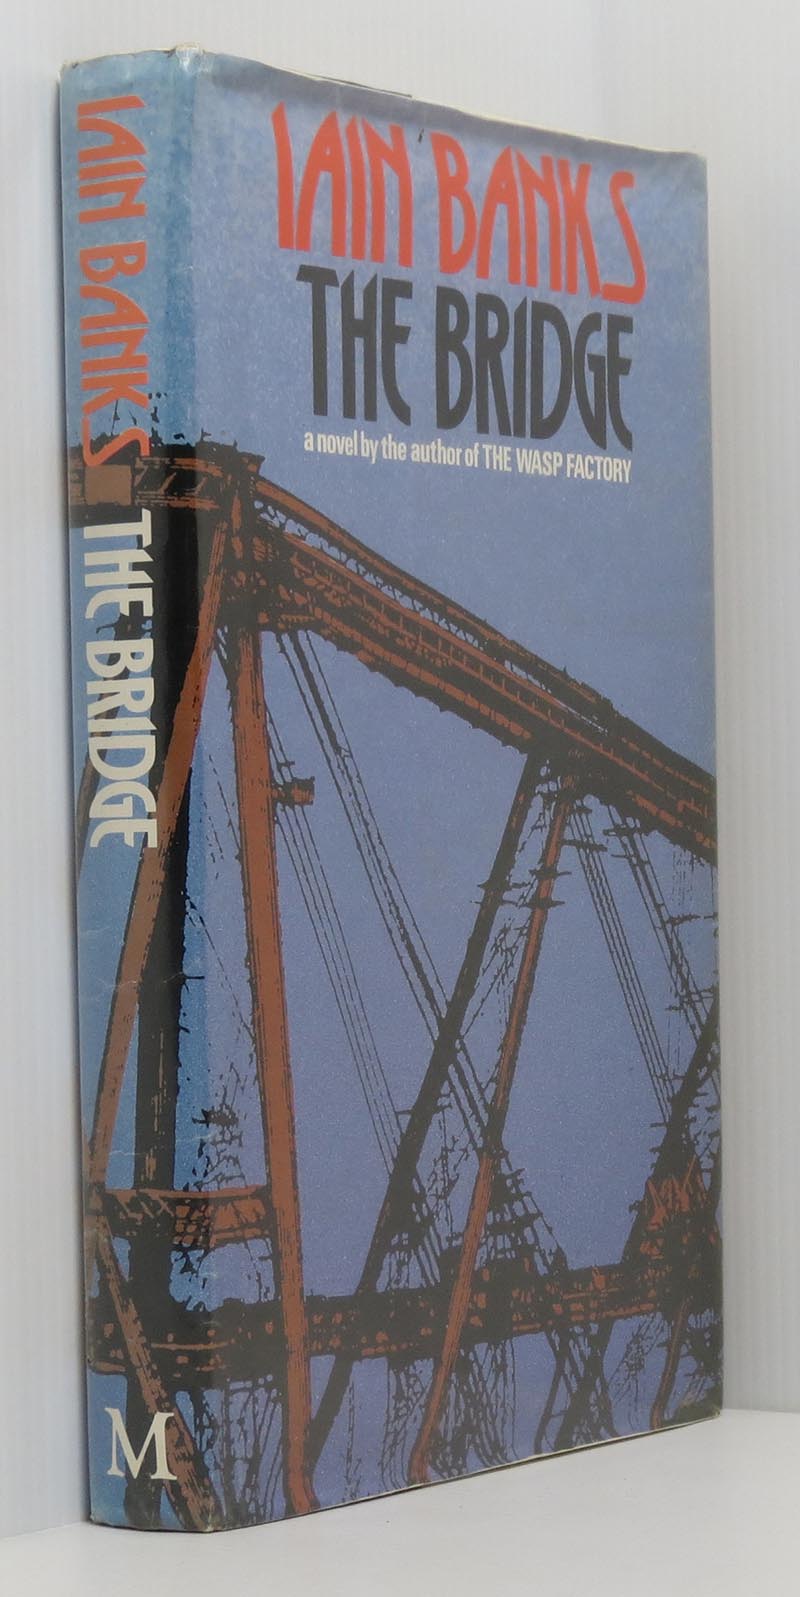 IAIN BANKS
THE BRIDGE
a novel by the author of THE WASP FACTORY
IAIN BANKS
THE BRIDGE
M